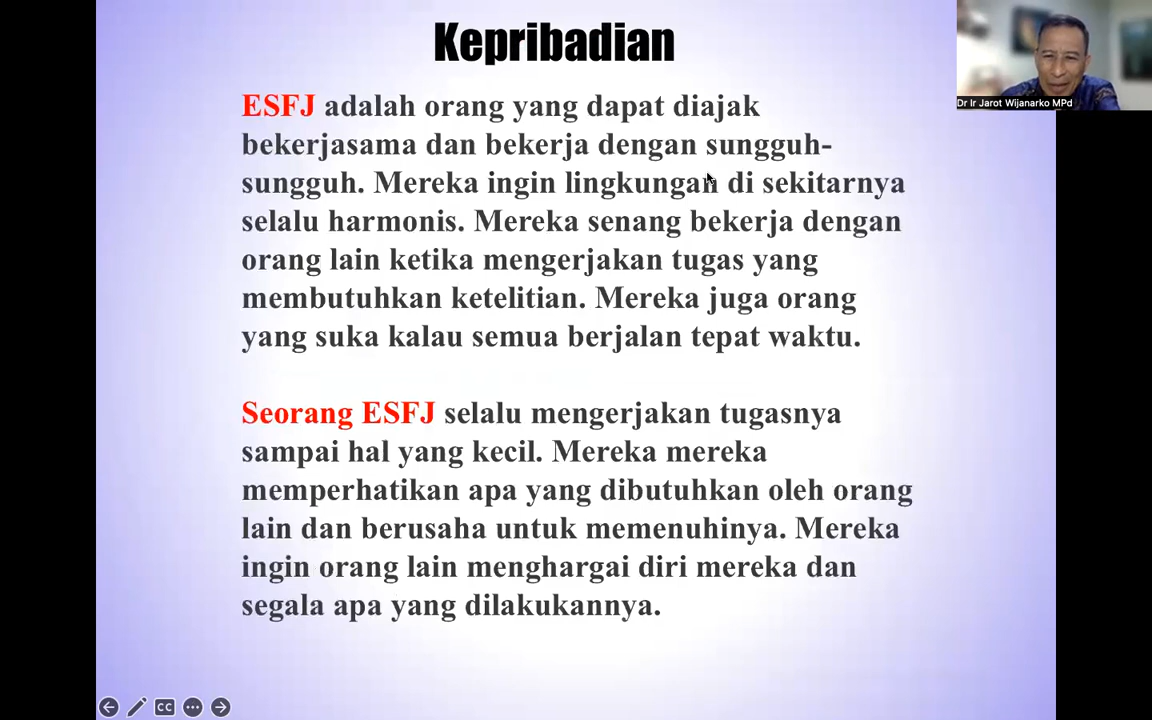 Kepribadian
ESFJ adalah orang yang dapat diajak
bekerjasama dan bekerja dengan sungguh-
sungguh. Mereka ingin lingkungan di sekitarnya
selalu harmonis. Mereka senang bekerja dengan
orang lain ketika mengerjakan tugas yang
membutuhkan ketelitian. Mereka juga orang
yang suka kalau semua berjalan tepat waktu.
Seorang ESFJ selalu mengerjakan tugasnya
sampai hal yang kecil. Mereka mereka
memperhatikan apa yang dibutuhkan oleh orang
lain dan berusaha untuk memenuhinya. Mereka
ingin orang lain menghargai diri mereka dan
segala apa yang dilakukannya.
Dr Ir Jarot Wijanarko MPd
CC